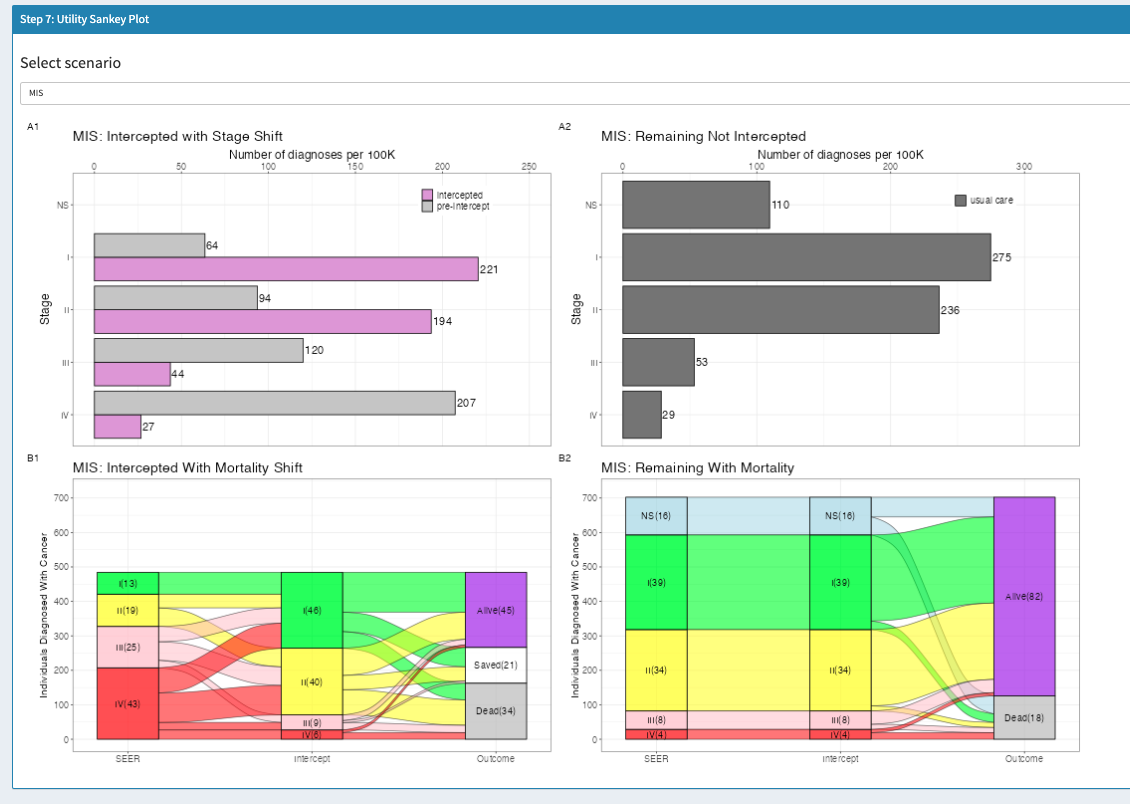 Step 7: Utility Sankey Plot
Select scenario
MIS
A1
MIS: Intercepted with Stage Shift
Number of diagnoses per 100K
0 50 100 150 200 250
Stage
NS
I
II
III
IV
intercepted
pre-intercept
64
221
94
194
120
44
207
27
A2
MIS: Remaining Not Intercepted
Number of diagnoses per 100K
0 100 200 300
Stage
NS
I
II
III
IV
usual care
110
275
236
53
29
B1
MIS: Intercepted With Mortality Shift
Individuals Diagnosed With Cancer
700
600
500
400
300
200
100
0
I(13)
II(19)
III(25)
IV(43)
I(46)
II(40)
III(9)
IV(6)
Alive(45)
Saved(21)
Dead(34)
SEER intercept Outcome
B2
MIS: Remaining With Mortality
Individuals Diagnosed With Cancer
700
600
500
400
300
200
100
0
NS(16)
I(39)
II(34)
III(8)
IV(4)
NS(16)
I(39)
II(34)
III(8)
IV(4)
Alive(82)
Dead(18)
SEER intercept Outcome